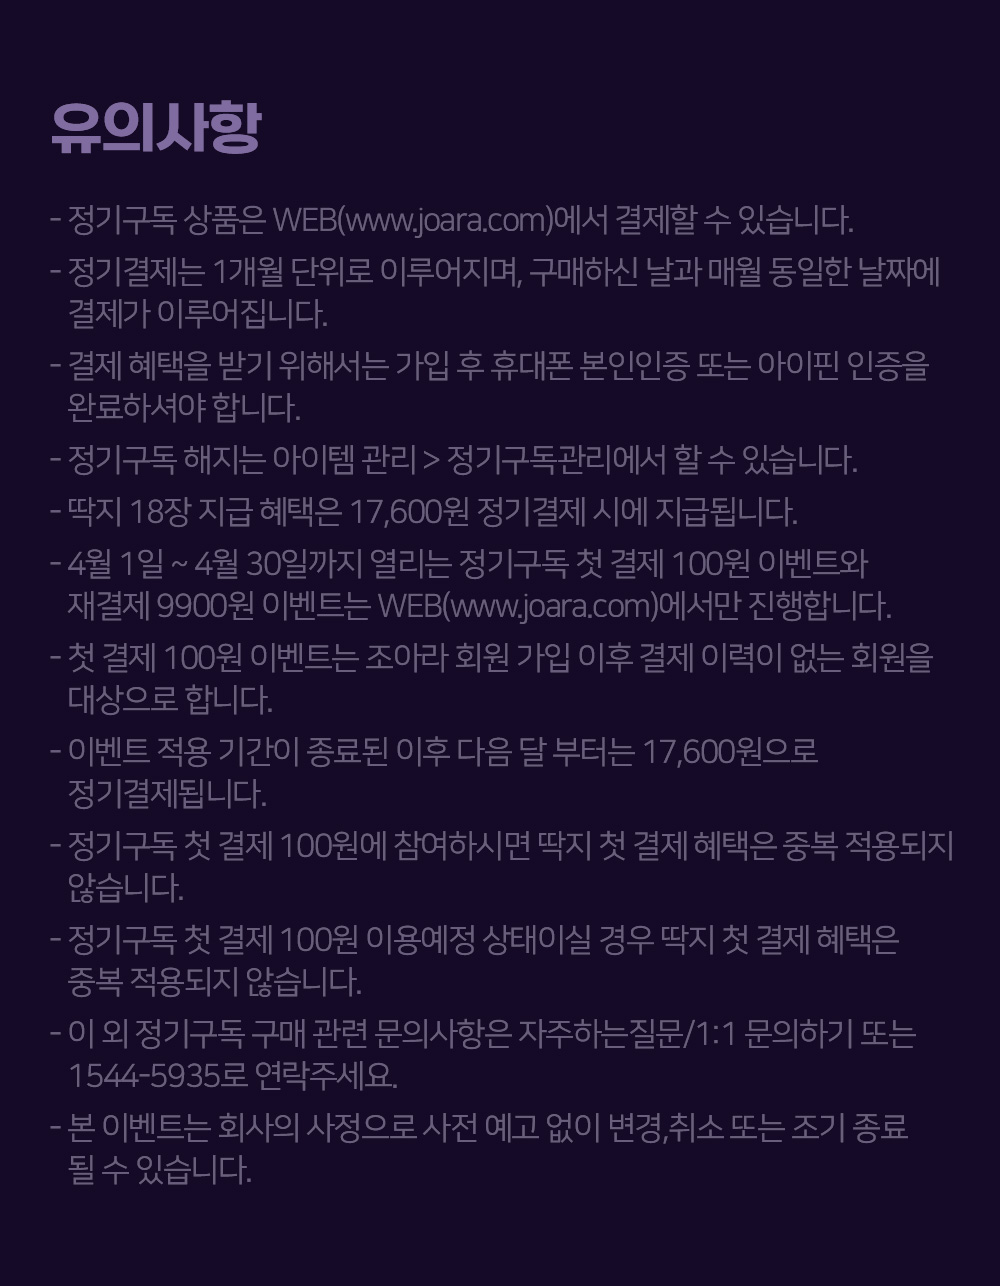 유의사항
- 정기구독 상품은 WEB(www.joara.com)에서 결제할 수 있습니다.
- 정기결제는 1개월 단위로 이루어지며, 구매하신 날과 매월 동일한 날짜에
결제가 이루어집니다.
- 결제 혜택을 받기 위해서는 가입 후 휴대폰 본인인증 또는 아이핀 인증을
완료하셔야 합니다.
- 정기구독 해지는 아이템 관리 > 정기구독관리에서 할 수 있습니다.
- 딱지 18장 지급 혜택은 17,600원 정기결제 시에 지급됩니다.
- 4월 1일 ~ 4월 30일까지 열리는 정기구독 첫 결제 100원 이벤트와
재결제 9900원 이벤트는 WEB(www.joara.com)에서만 진행합니다.
- 첫 결제 100원 이벤트는 조아라 회원 가입 이후 결제 이력이 없는 회원을
대상으로 합니다.
- 이벤트 적용 기간이 종료된 이후 다음 달 부터는 17,600원으로
정기결제됩니다.
- 정기구독 첫 결제 100원에 참여하시면 딱지 첫 결제 혜택은 중복 적용되지
않습니다.
- 정기구독 첫 결제 100원 이용예정 상태이실 경우 딱지 첫 결제 혜택은
중복 적용되지 않습니다.
- 이 외 정기구독 구매 관련 문의사항은 자주하는질문/1:1 문의하기 또는
1544-5935로 연락주세요.
- 본 이벤트는 회사의 사정으로 사전 예고 없이 변경,취소 또는 조기 종료
될 수 있습니다.